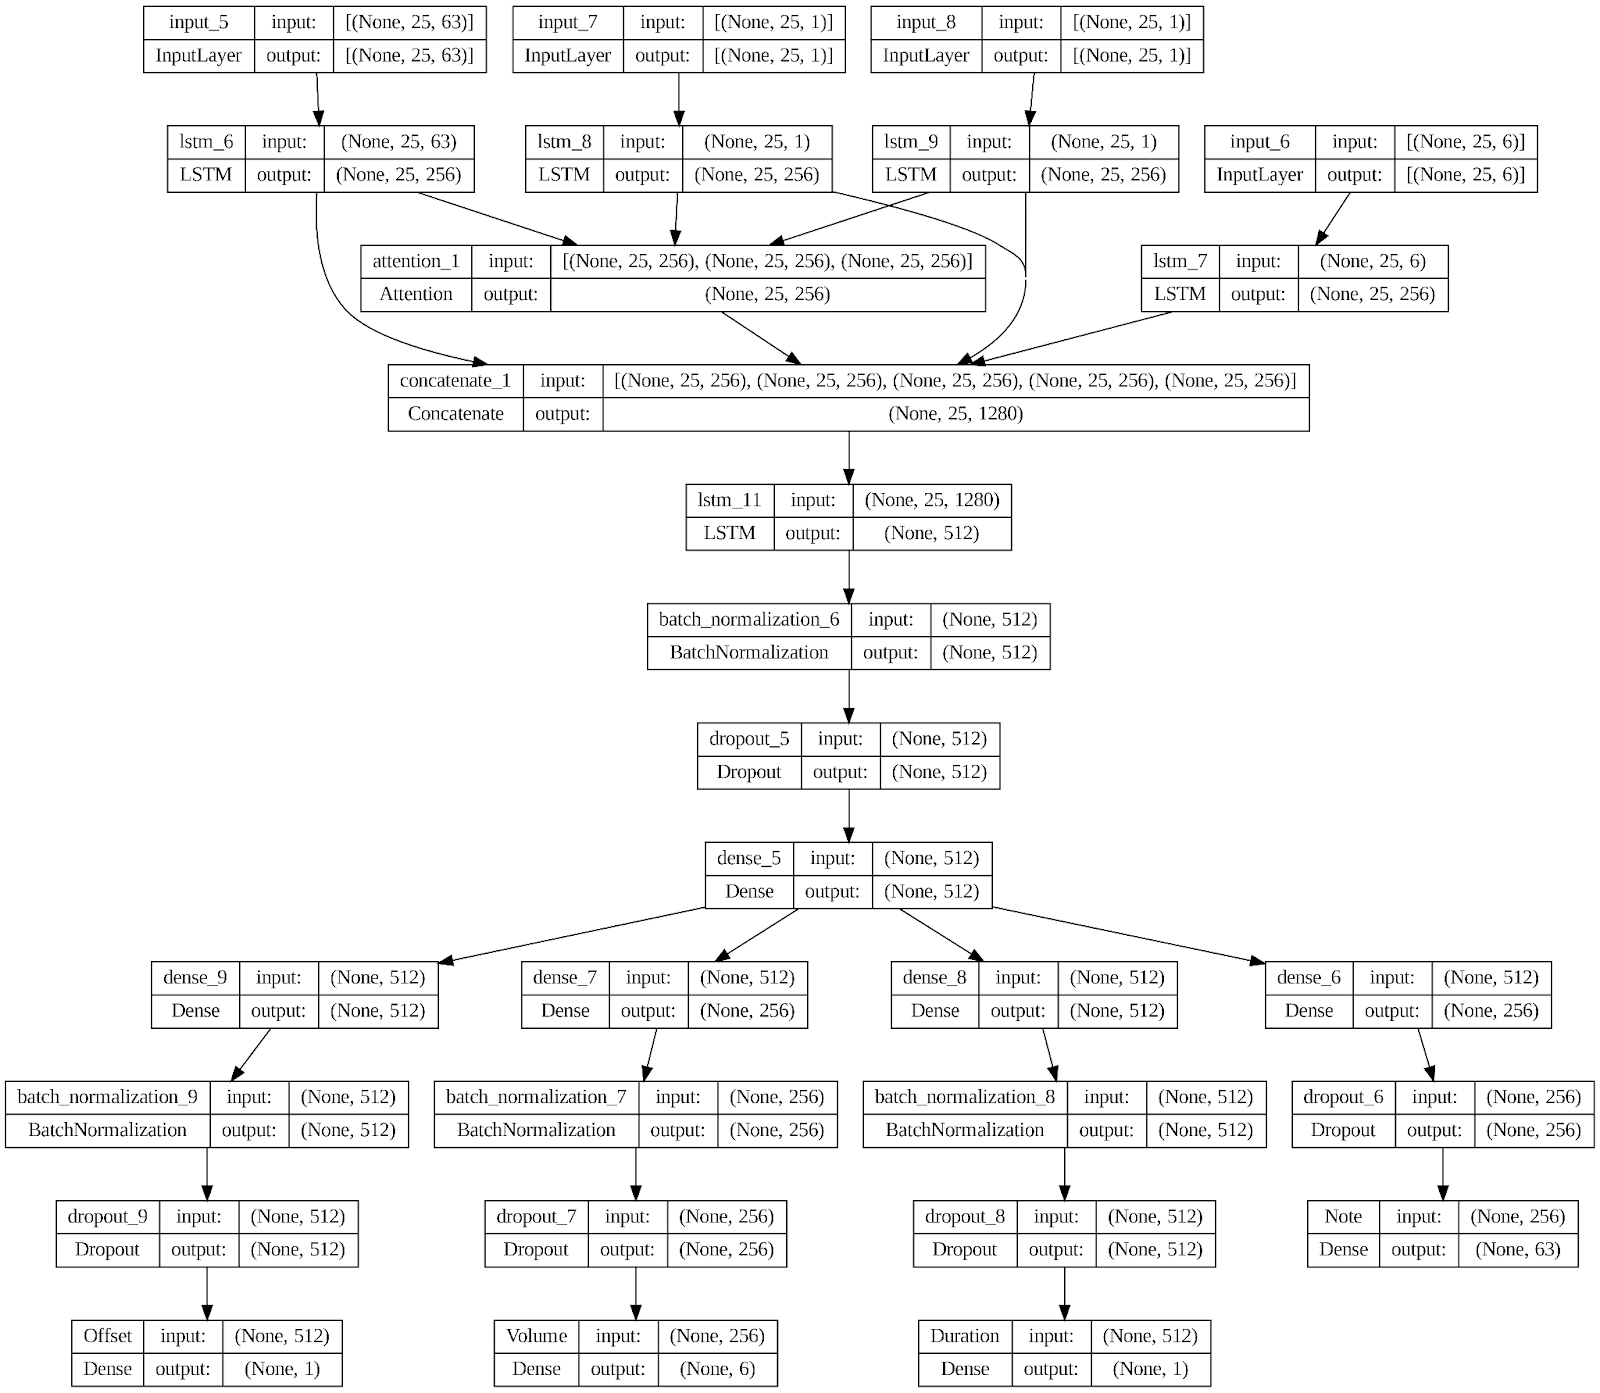 input_5 input: [(None, 25, 63)]
InputLayer output: [(None, 25, 63)]
input_7 input: [(None, 25, 1)]
InputLayer output: [(None, 25, 1)]
input_8 input: [(None, 25, 1)]
InputLayer output: [(None, 25, 1)]
lstm_6 input: (None, 25, 63)
LSTM output: (None, 25, 256)
lstm_8 input: (None, 25, 1)
LSTM output: (None, 25, 256)
lstm_9 input: (None, 25, 1)
LSTM output: (None, 25, 256)
input_6 input: [(None, 25, 6)]
InputLayer output: [(None, 25, 6)]
attention_1 input: [(None, 25, 256), (None, 25, 256), (None, 25, 256)]
Attention output: (None, 25, 256)
lstm_7 input: (None, 25, 6)
LSTM output: (None, 25, 256)
concatenate_1 input: [(None, 25, 256), (None, 25, 256), (None, 25, 256), (None, 25, 256), (None, 25, 256)]
Concatenate output: (None, 25, 1280)
lstm_11 input: (None, 25, 1280)
LSTM output: (None, 512)
batch_normalization_6 input: (None, 512)
BatchNormalization output: (None, 512)
dropout_5 input: (None, 512)
Dropout output: (None, 512)
dense_5 input: (None, 512)
Dense output: (None, 512)
dense_9 input: (None, 512)
Dense output: (None, 512)
dense_7 input: (None, 512)
Dense output: (None, 256)
dense_8 input: (None, 512)
Dense output: (None, 512)
dense_6 input: (None, 512)
Dense output: (None, 256)
batch_normalization_9 input: (None, 512)
BatchNormalization output: (None, 512)
batch_normalization_7 input: (None, 256)
BatchNormalization output: (None, 256)
batch_normalization_8 input: (None, 512)
BatchNormalization output: (None, 512)
dropout_6 input: (None, 256)
Dropout output: (None, 256)
dropout_9 input: (None, 512)
Dropout output: (None, 512)
dropout_7 input: (None, 256)
Dropout output: (None, 256)
dropout_8 input: (None, 512)
Dropout output: (None, 512)
Note input: (None, 256)
Dense output: (None, 63)
Offset input: (None, 512)
Dense output: (None, 1)
Volume input: (None, 256)
Dense output: (None, 6)
Duration input: (None, 512)
Dense output: (None, 1)